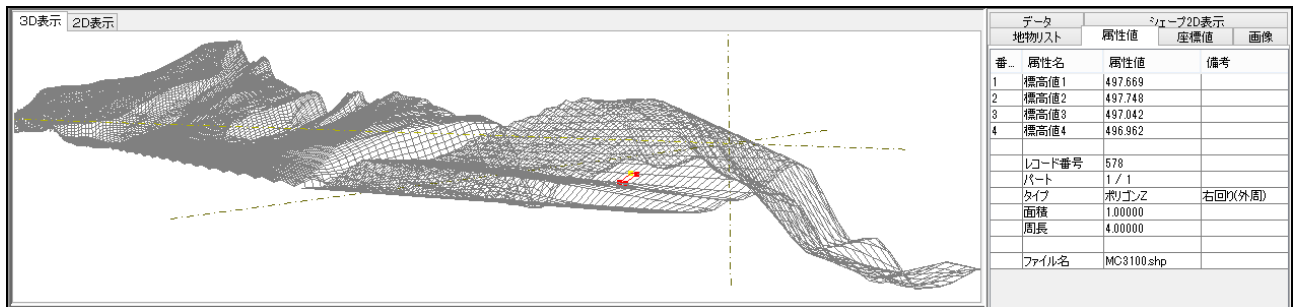 3D表示 2D表示
データ シェープ2D表示
地物リスト 属性値 座標値 画像
番... 属性名 属性値 備考
1 標高値1 497.669
2 標高値2 497.748
3 標高値3 497.042
4 標高値4 496.962
レコード番号 578
パート 1 / 1
タイプ ポリゴンZ 右回り(外周)
面積 1.00000
周長 4.00000
ファイル名 MC3100.shp